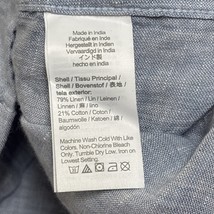 Made in India
Fabriqué en Inde
Hergestellt in Indien
Vervaardigd in India
インド製
hecho en India
Shell / Tissu Principal /
Shell / Bovenstof / 表地 /
tela exterior:
79% Linen / Lin / Leinen /
Linnen / 麻 / lino
21% Cotton / Coton /
Baumwolle / Katoen / 綿 /
algodón
Machine Wash Cold With Like
Colors. Non-Chlorine Bleach
Only. Tumble Dry Low. Iron on
Lowest Setting.